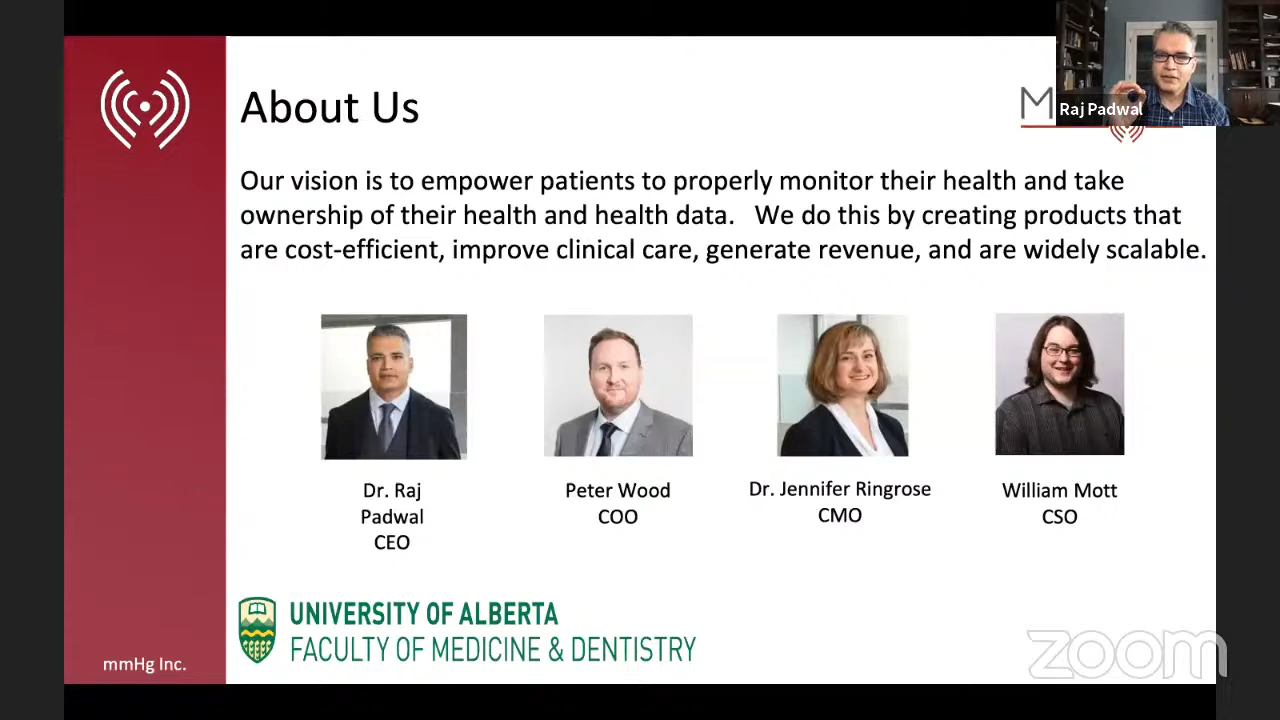 About Us
M
Raj Padwal
Our vision is to empower patients to properly monitor their health and take
ownership of their health and health data. We do this by creating products that
are cost-efficient, improve clinical care, generate revenue, and are widely scalable.
Dr. Raj
Padwal
CEO
Peter Wood
COO
Dr. Jennifer Ringrose
CMO
William Mott
CSO
UNIVERSITY OF ALBERTA
FACULTY OF MEDICINE & DENTISTRY
mmHg Inc.
zoom